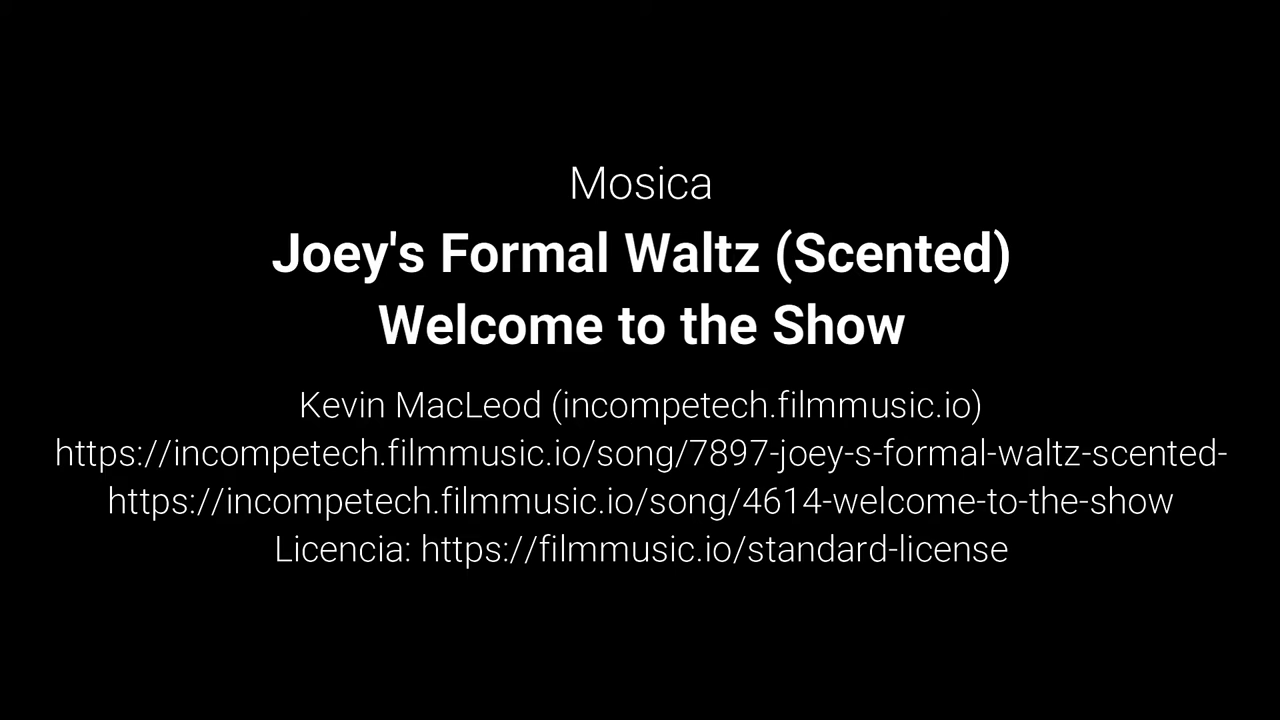 Mosica
Joey's Formal Waltz (Scented)
Welcome to the Show
Kevin MacLeod (incompetech.filmmusic.io)
https://incompetech.filmmusic.io/song/7897-joey-s-formal-waltz-scented-
https://incompetech.filmmusic.io/song/4614-welcome-to-the-show
Licencia: https://filmmusic.io/standard-license